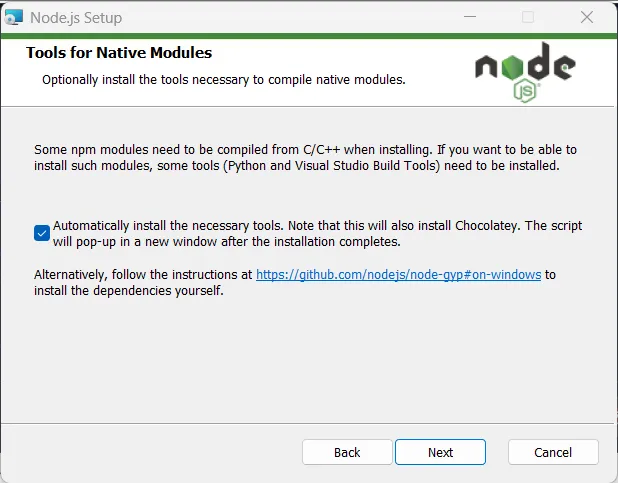 Node.js Setup
Tools for Native Modules
Optionally install the tools necessary to compile native modules.
node
JS
Some npm modules need to be compiled from C/C++ when installing. If you want to be able to
install such modules, some tools (Python and Visual Studio Build Tools) need to be installed.
Automatically install the necessary tools. Note that this will also install Chocolatey. The script
will pop-up in a new window after the installation completes.
Alternatively, follow the instructions at https://github.com/nodejs/node-gyp#on-windows to
install the dependencies yourself.
Back
Next
Cancel